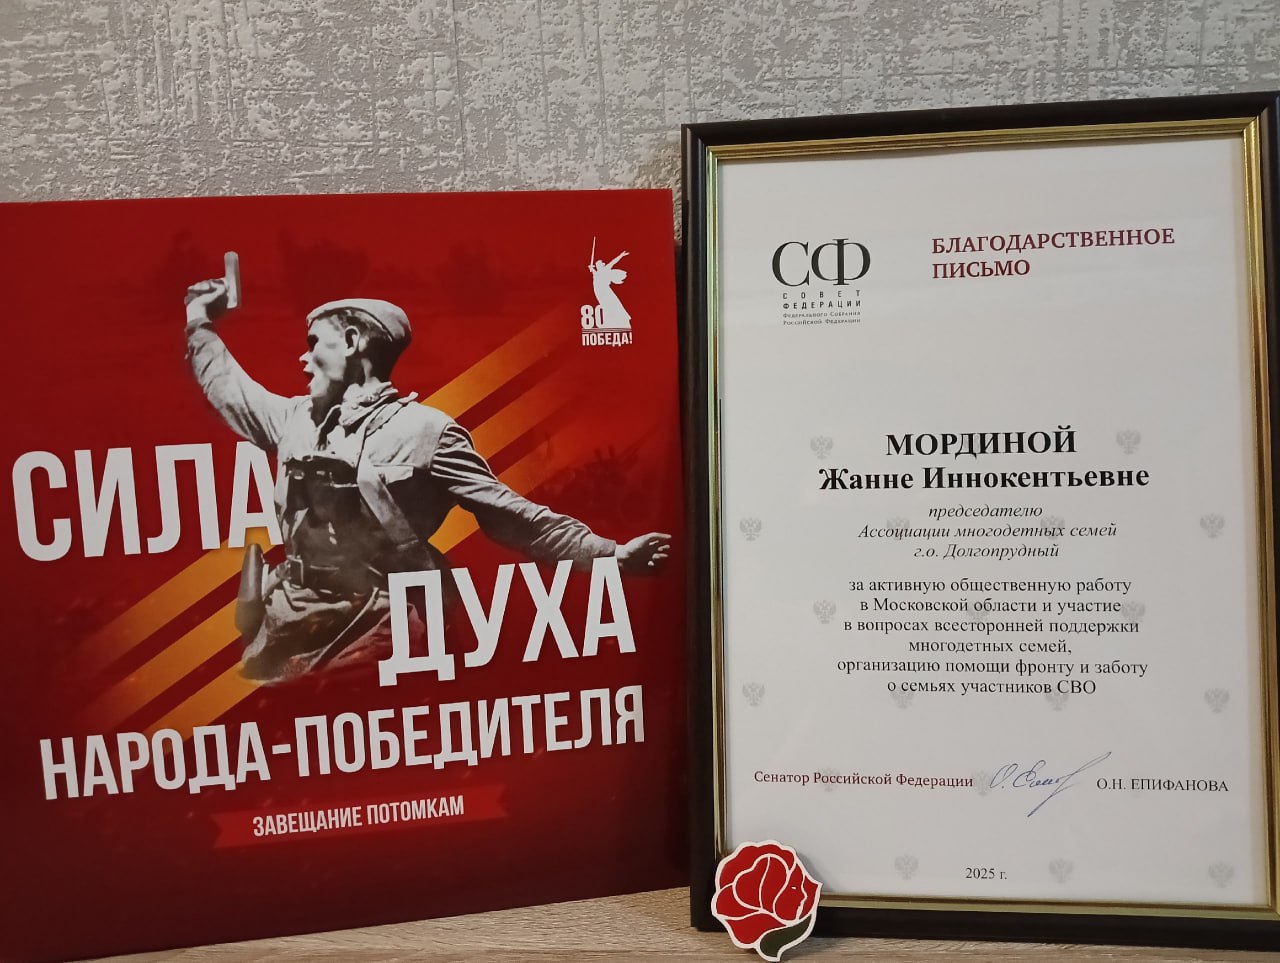 СИЛА
ДУХА
НАРОДА-ПОБЕДИТЕЛЯ
ЗАВЕЩАНИЕ ПОТОМКАМ
80
ПОБЕДА!
СФ
СОВЕТ
ФЕДЕРАЦИИ
Федерального Собрания
Российской Федерации
БЛАГОДАРСТВЕННОЕ
ПИСЬМО
МОРДИНОЙ
Жанне Иннокентьевне
председателю
Ассоциации многодетных семей
г.о. Долгопрудный
за активную общественную работу
в Московской области и участие
в вопросах всесторонней поддержки
многодетных семей,
организацию помощи фронту и заботу
о семьях участников СВО
Сенатор Российской Федерации О.Н. ЕПИФАНОВА
2025 г.